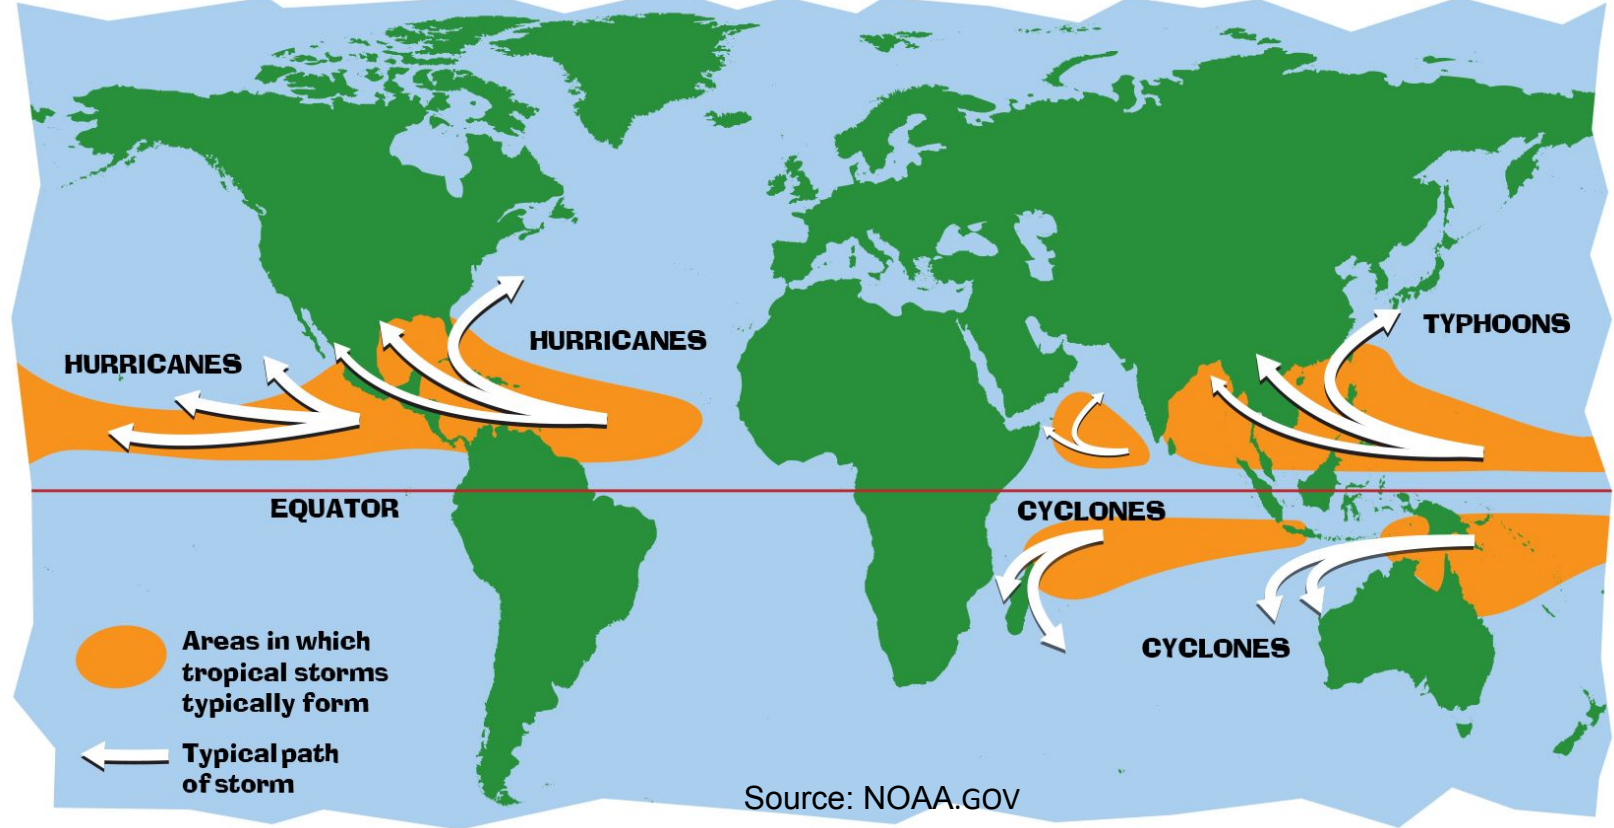 HURRICANES
HURRICANES
TYPHOONS
EQUATOR
CYCLONES
CYCLONES
Areas in which
tropical storms
typically form
Typical path
of storm
Source: NOAA.GOV